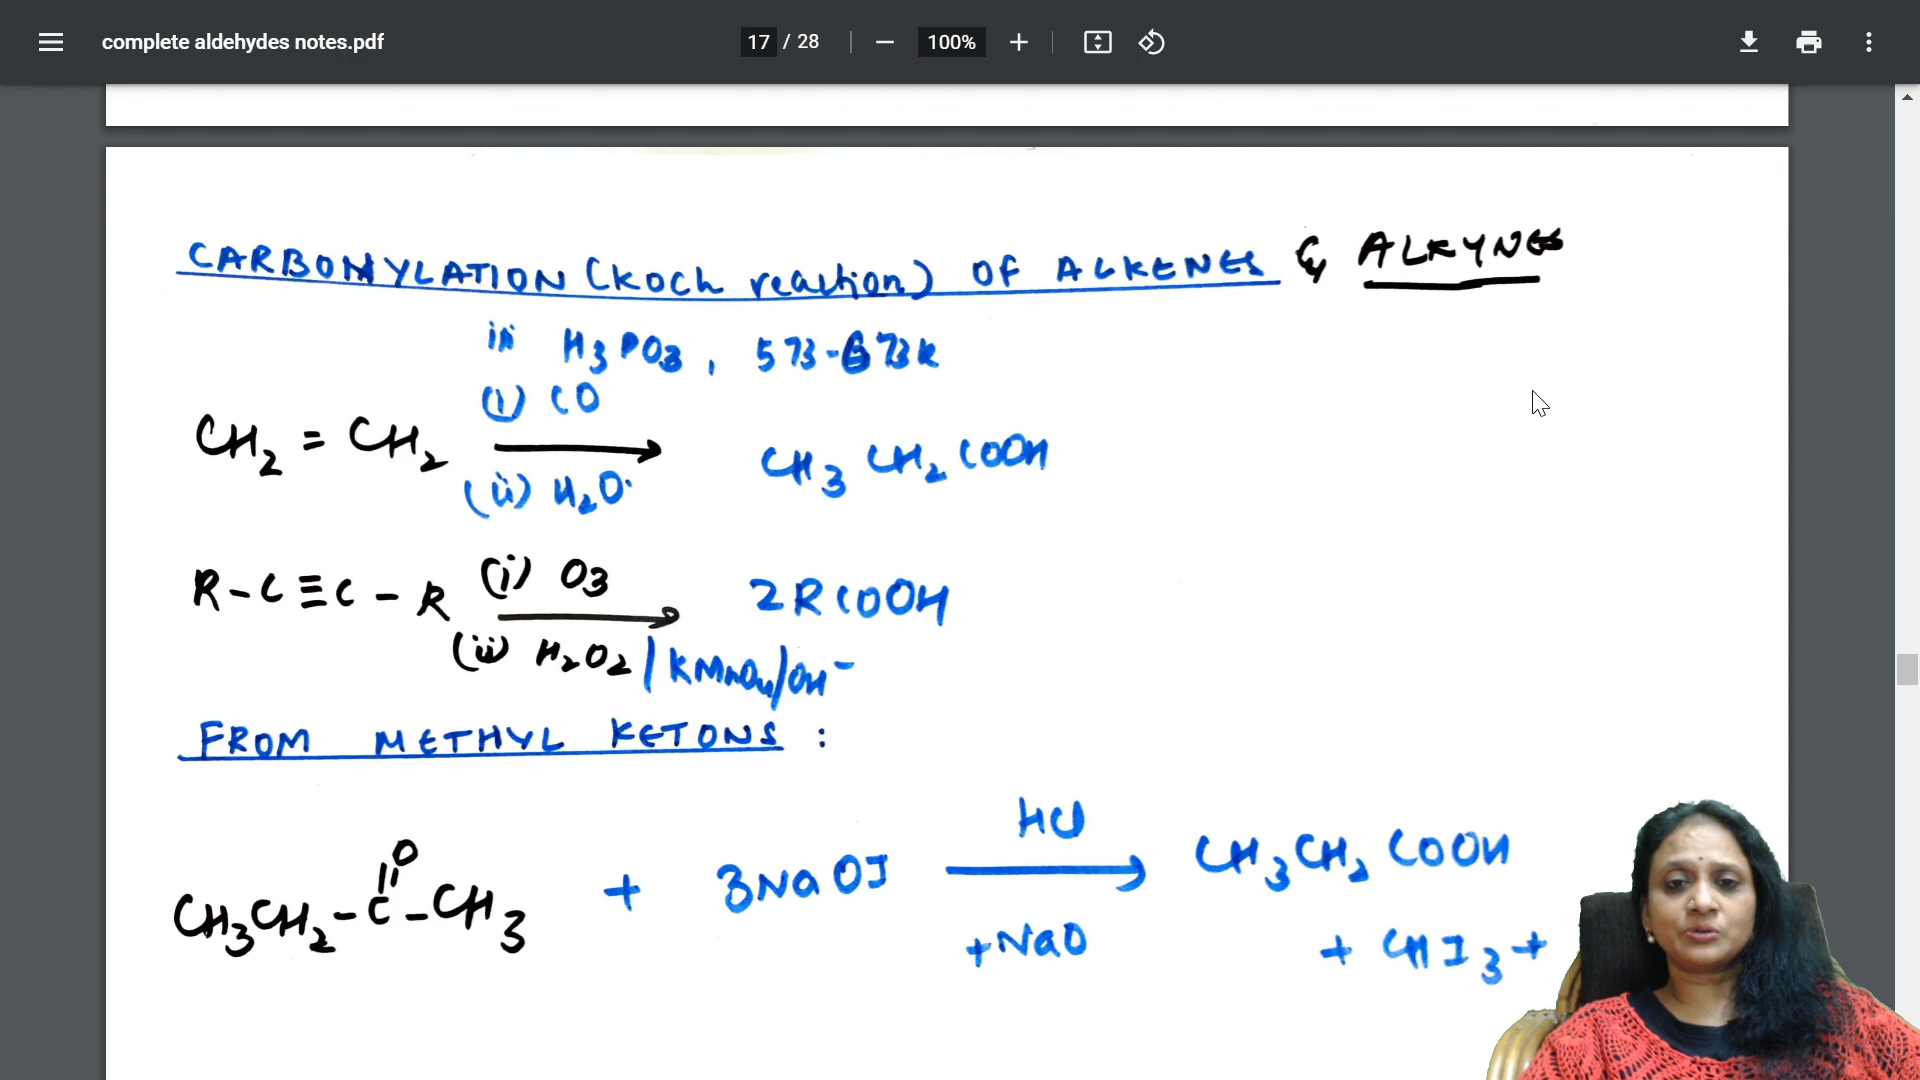 complete aldehydes notes.pdf 17 / 28 100%
CARBONYLATION (KOCH reaction) OF ALKENES & ALKYNES
in H3PO3, 573-673K
(i) CO
CH2 = CH2 CH3 CH2 COOH
(ii) H2O
R-C≡C-R (i) O3 2RCOOH
(ii) H2O2 / KMnO4/OH-
FROM METHYL KETONS :
O HCl
CH3CH2-C-CH3 + 3NaOI CH3CH2COOH
+NaO + CHI3 +